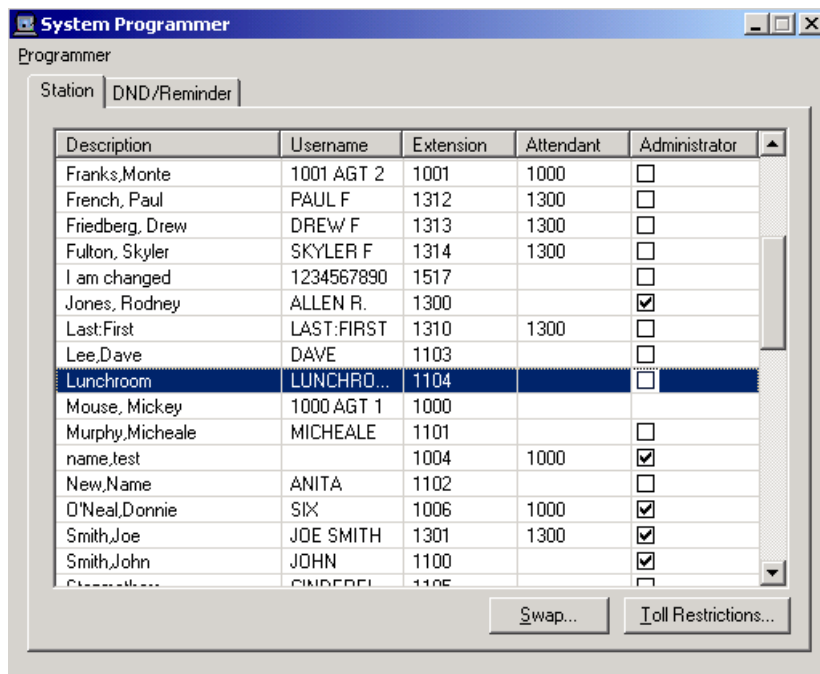 System Programmer
Programmer
Station DND/Reminder
Description Username Extension Attendant Administrator
Franks,Monte 1001 AGT 2 1001 1000
French, Paul PAUL F 1312 1300
Friedberg, Drew DREW F 1313 1300
Fulton, Skyler SKYLER F 1314 1300
I am changed 1234567890 1517
Jones, Rodney ALLEN R. 1300
Last:First LAST:FIRST 1310 1300
Lee,Dave DAVE 1103
Lunchroom LUNCHRO... 1104
Mouse, Mickey 1000 AGT 1 1000
Murphy,Micheale MICHEALE 1101
name,test 1004 1000
New,Name ANITA 1102
O'Neal,Donnie SIX 1006 1000
Smith,Joe JOE SMITH 1301 1300
Smith,John JOHN 1100
Swap... Toll Restrictions...